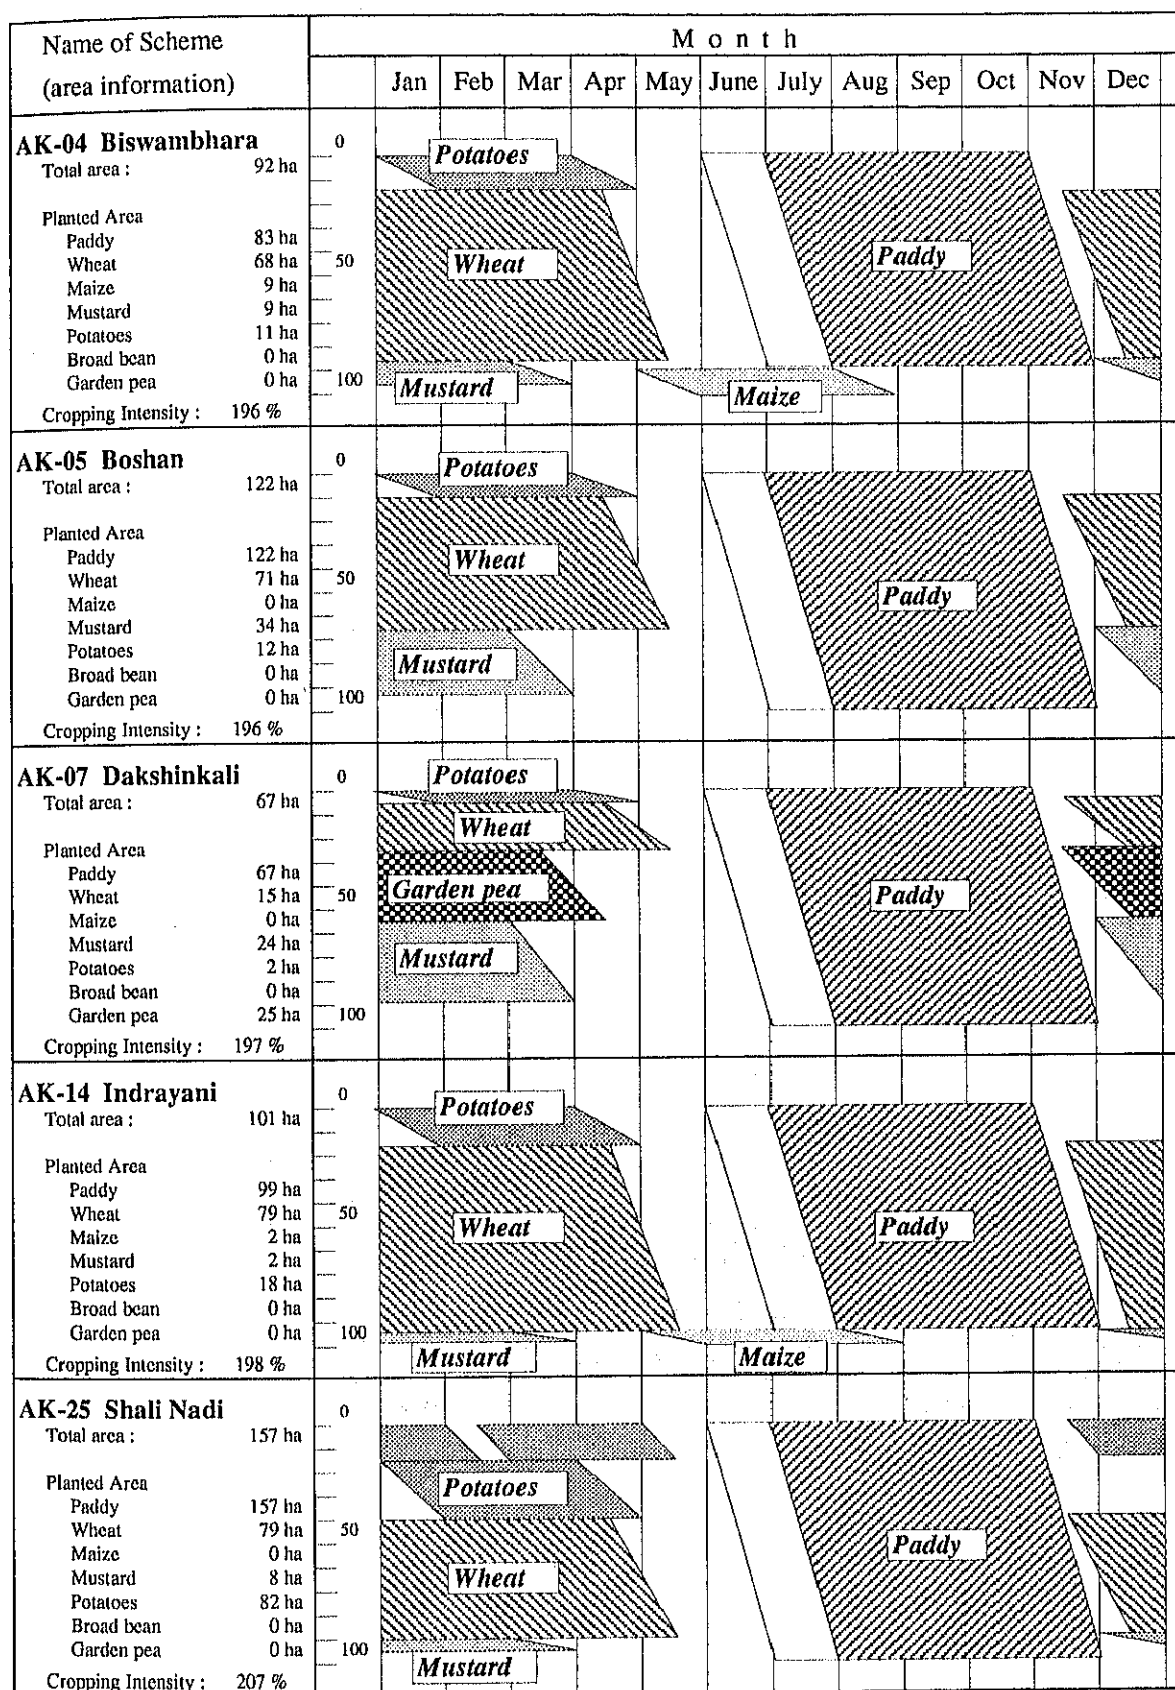 Name of Scheme
(area information)
Month
Jan Feb Mar Apr May June July Aug Sep Oct Nov Dec
AK-04 Biswambhara
Total area : 92 ha
Planted Area
Paddy 83 ha
Wheat 68 ha
Maize 9 ha
Mustard 9 ha
Potatoes 11 ha
Broad bean 0 ha
Garden pea 0 ha
Cropping Intensity : 196 %
0
50
100
Potatoes
Wheat
Paddy
Mustard
Maize
AK-05 Boshan
Total area : 122 ha
Planted Area
Paddy 122 ha
Wheat 71 ha
Maize 0 ha
Mustard 34 ha
Potatoes 12 ha
Broad bean 0 ha
Garden pea 0 ha
Cropping Intensity : 196 %
0
50
100
Potatoes
Wheat
Paddy
Mustard
AK-07 Dakshinkali
Total area : 67 ha
Planted Area
Paddy 67 ha
Wheat 15 ha
Maize 0 ha
Mustard 24 ha
Potatoes 2 ha
Broad bean 0 ha
Garden pea 25 ha
Cropping Intensity : 197 %
0
50
100
Potatoes
Wheat
Garden pea
Paddy
Mustard
AK-14 Indrayani
Total area : 101 ha
Planted Area
Paddy 99 ha
Wheat 79 ha
Maize 2 ha
Mustard 2 ha
Potatoes 18 ha
Broad bean 0 ha
Garden pea 0 ha
Cropping Intensity : 198 %
0
50
100
Potatoes
Wheat
Paddy
Mustard
Maize
AK-25 Shali Nadi
Total area : 157 ha
Planted Area
Paddy 157 ha
Wheat 79 ha
Maize 0 ha
Mustard 8 ha
Potatoes 82 ha
Broad bean 0 ha
Garden pea 0 ha
Cropping Intensity : 207 %
0
50
100
Potatoes
Wheat
Paddy
Mustard